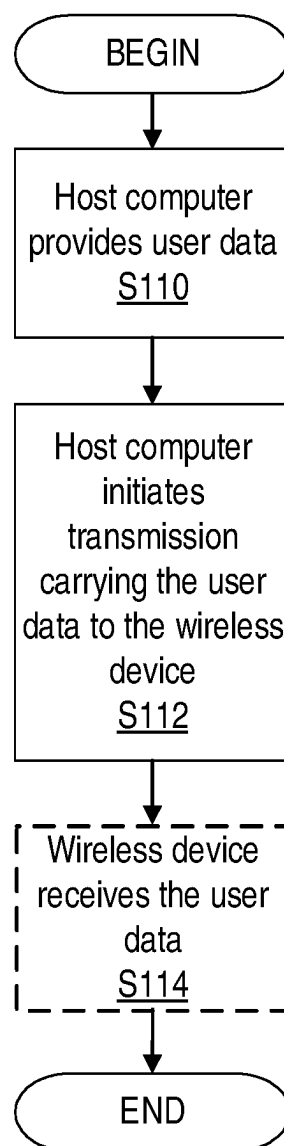 BEGIN
Host computer
provides user data
S110
Host computer
initiates
transmission
carrying the user
data to the wireless
device
S112
Wireless device
receives the user
data
S114
END